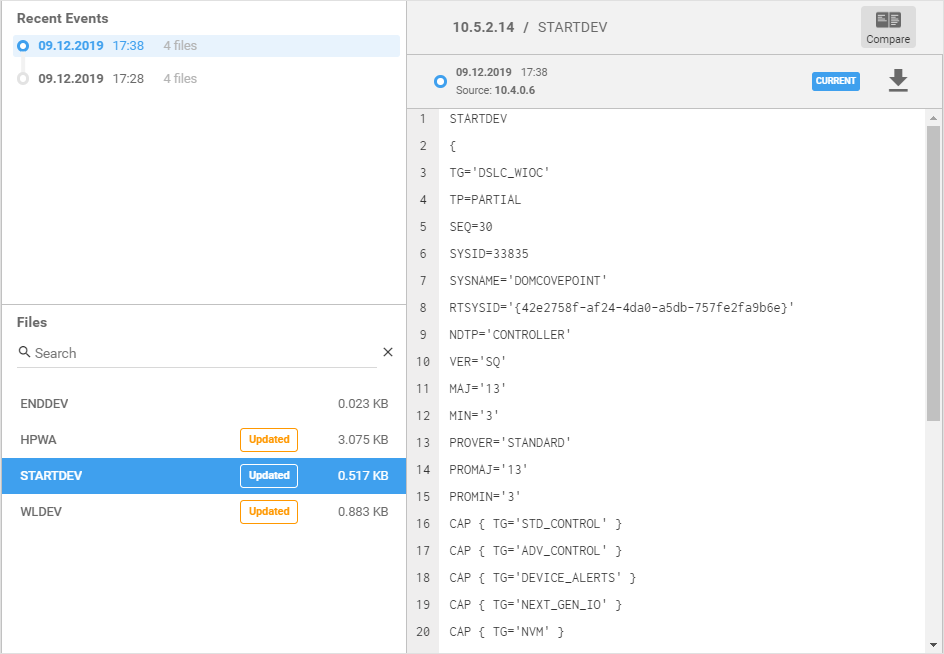 Recent Events
09.12.2019 17:38 4 files
09.12.2019 17:28 4 files
Files
Search
ENDDEV 0.023 KB
HPWA Updated 3.075 KB
STARTDEV Updated 0.517 KB
WLDEV Updated 0.883 KB
10.5.2.14 / STARTDEV
Compare
09.12.2019 17:38
Source: 10.4.0.6
CURRENT
1 STARTDEV
2 {
3 TG='DSLC_WIOC'
4 TP=PARTIAL
5 SEQ=30
6 SYSID=33835
7 SYSNAME='DOMCOVEPOINT'
8 RTSYSID='{42e2758f-af24-4da0-a5db-757fe2fa9b6e}'
9 NDTP='CONTROLLER'
10 VER='SQ'
11 MAJ='13'
12 MIN='3'
13 PROVER='STANDARD'
14 PROMAJ='13'
15 PROMIN='3'
16 CAP { TG='STD_CONTROL' }
17 CAP { TG='ADV_CONTROL' }
18 CAP { TG='DEVICE_ALERTS' }
19 CAP { TG='NEXT_GEN_IO' }
20 CAP { TG='NVM' }